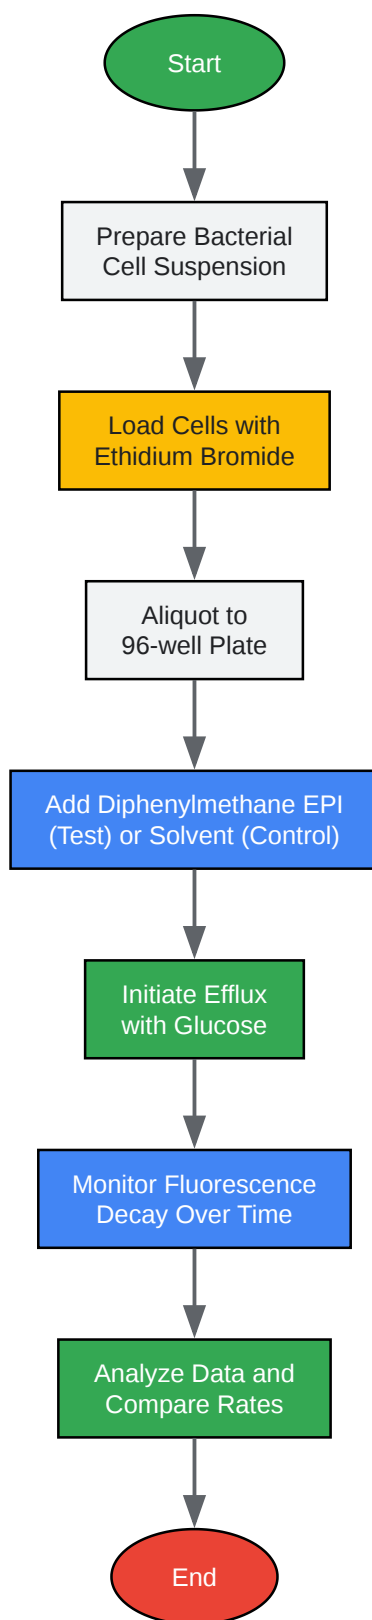 Start
Prepare Bacterial
Cell Suspension
Load Cells with
Ethidium Bromide
Aliquot to
96-well Plate
Add Diphenylmethane EPI
(Test) or Solvent (Control)
Initiate Efflux
with Glucose
Monitor Fluorescence
Decay Over Time
Analyze Data and
Compare Rates
End